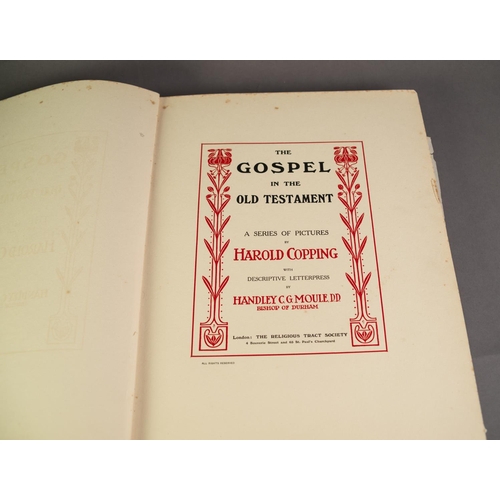 THE
GOSPEL
IN THE
OLD TESTAMENT
A SERIES OF PICTURES
BY
HAROLD COPPING
WITH
DESCRIPTIVE LETTERPRESS
BY
HANDLEY C.G. MOULE, DD
BISHOP OF DURHAM
London: THE RELIGIOUS TRACT SOCIETY
4 Bouverie Street and 65 St. Paul's Churchyard
ALL RIGHTS RESERVED